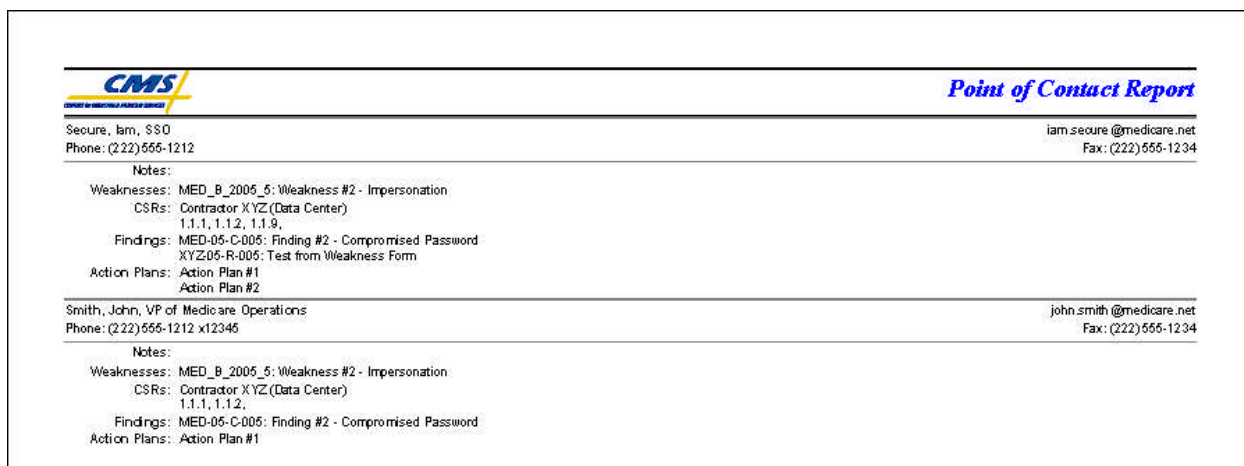 CMS
CENTERS for MEDICARE & MEDICAID SERVICES
Point of Contact Report
Secure, Iam, SSO
iam.secure@medicare.net
Phone: (222)555-1212
Fax: (222)555-1234
Notes:
Weaknesses: MED_B_2005_5: Weakness #2 - Impersonation
CSRs: Contractor XYZ (Data Center)
1.1.1, 1.1.2, 1.1.9,
Findings: MED-05-C-005: Finding #2 - Compromised Password
XYZ-05-R-005: Test from Weakness Form
Action Plans: Action Plan #1
Action Plan #2
Smith, John, VP of Medicare Operations
john.smith@medicare.net
Phone: (222)555-1212 x12345
Fax: (222)555-1234
Notes:
Weaknesses: MED_B_2005_5: Weakness #2 - Impersonation
CSRs: Contractor XYZ (Data Center)
1.1.1, 1.1.2,
Findings: MED-05-C-005: Finding #2 - Compromised Password
Action Plans: Action Plan #1